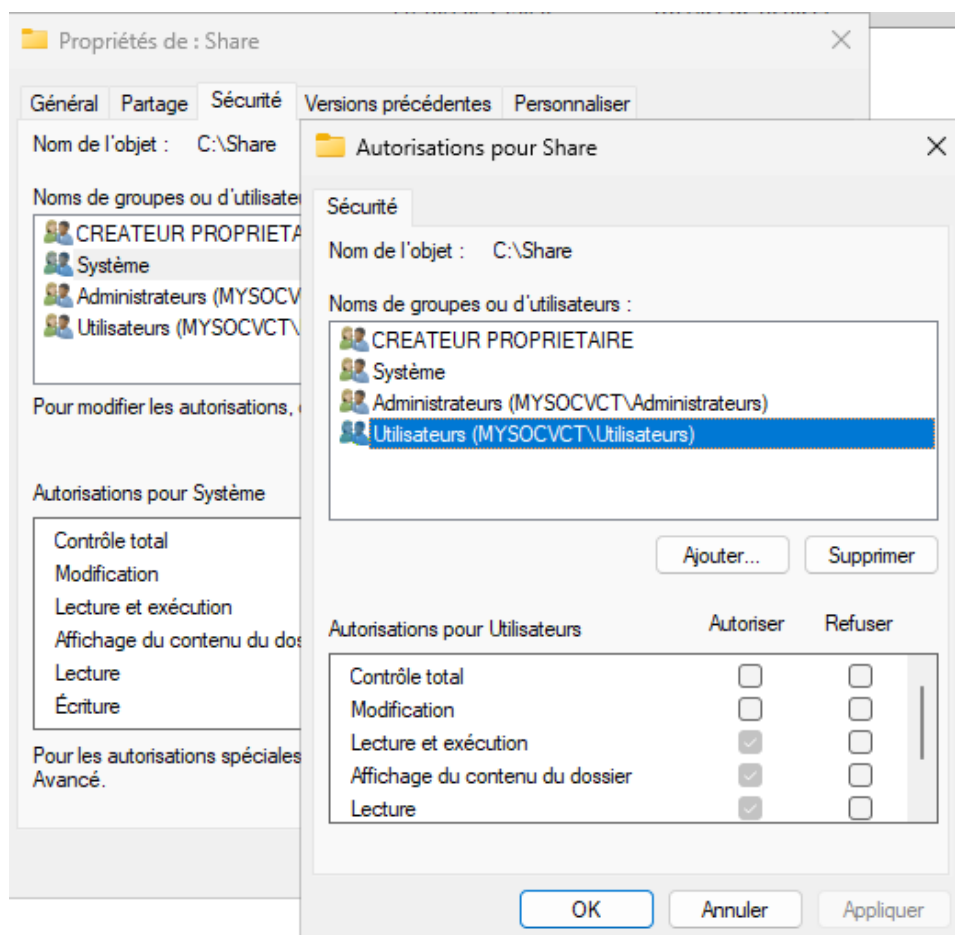 Propriétés de : Share
Général Partage Sécurité Versions précédentes Personnaliser
Nom de l'objet : C:\Share
Noms de groupes ou d'utilisate
CREATEUR PROPRIETA
Système
Administrateurs (MYSOCV
Utilisateurs (MYSOCVCT\
Pour modifier les autorisations,
Autorisations pour Système
Contrôle total
Modification
Lecture et exécution
Affichage du contenu du dos
Lecture
Écriture
Pour les autorisations spéciales
Avancé.
Autorisations pour Share
Sécurité
Nom de l'objet : C:\Share
Noms de groupes ou d'utilisateurs :
CREATEUR PROPRIETAIRE
Système
Administrateurs (MYSOCVCT\Administrateurs)
Utilisateurs (MYSOCVCT\Utilisateurs)
Ajouter... Supprimer
Autorisations pour Utilisateurs Autoriser Refuser
Contrôle total
Modification
Lecture et exécution
Affichage du contenu du dossier
Lecture
OK Annuler Appliquer